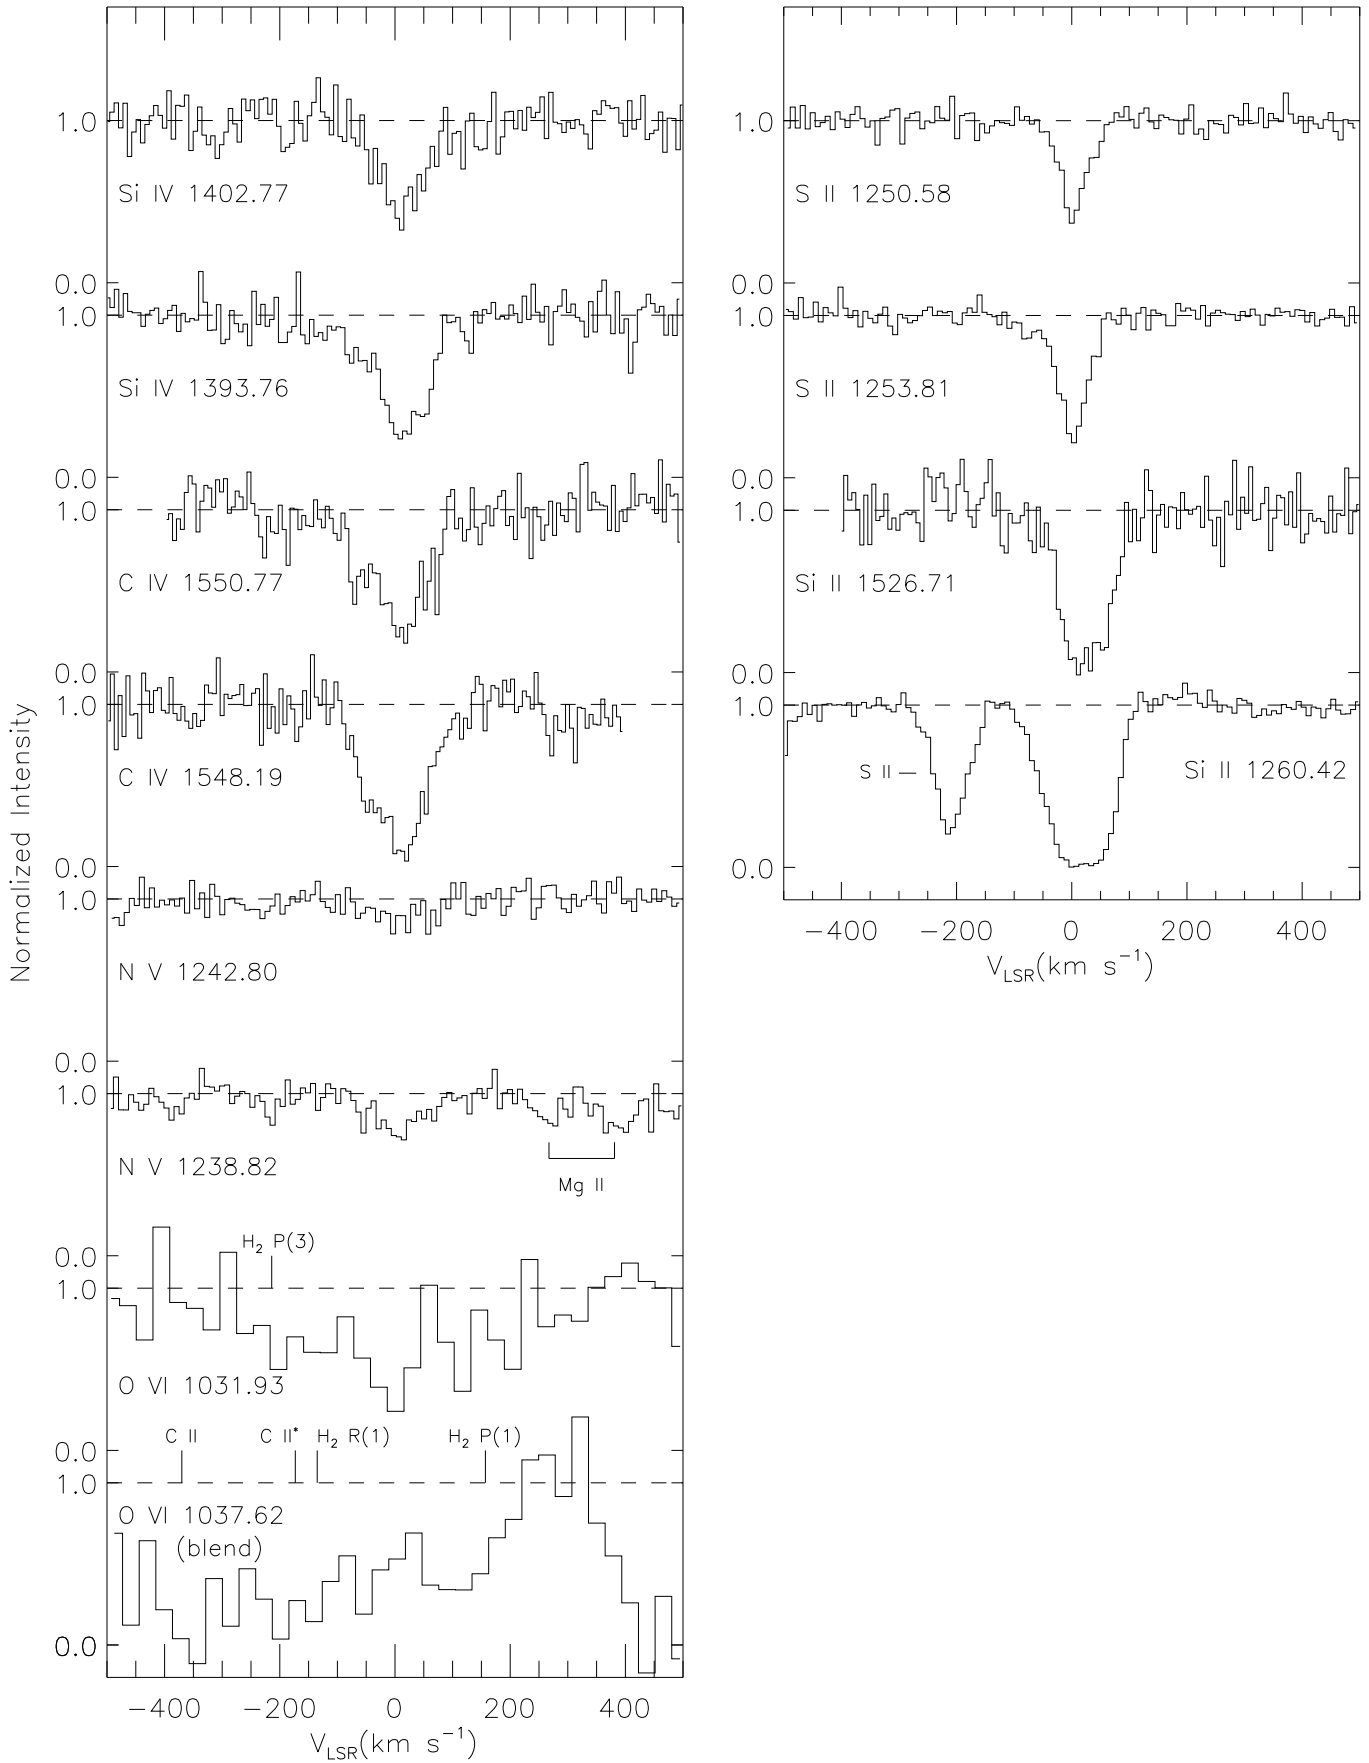 1.0
Si IV 1402.77
0.0
1.0
Si IV 1393.76
0.0
1.0
C IV 1550.77
0.0
1.0
C IV 1548.19
0.0
1.0
N V 1242.80
0.0
1.0
N V 1238.82
Mg II
H₂ P(3)
0.0
1.0
O VI 1031.93
C II
C II*
H₂ R(1)
H₂ P(1)
0.0
1.0
O VI 1037.62
(blend)
0.0
−400 −200 0 200 400
V_LSR(km s⁻¹)
Normalized Intensity
1.0
S II 1250.58
0.0
1.0
S II 1253.81
0.0
1.0
Si II 1526.71
0.0
1.0
S II
Si II 1260.42
0.0
−400 −200 0 200 400
V_LSR(km s⁻¹)